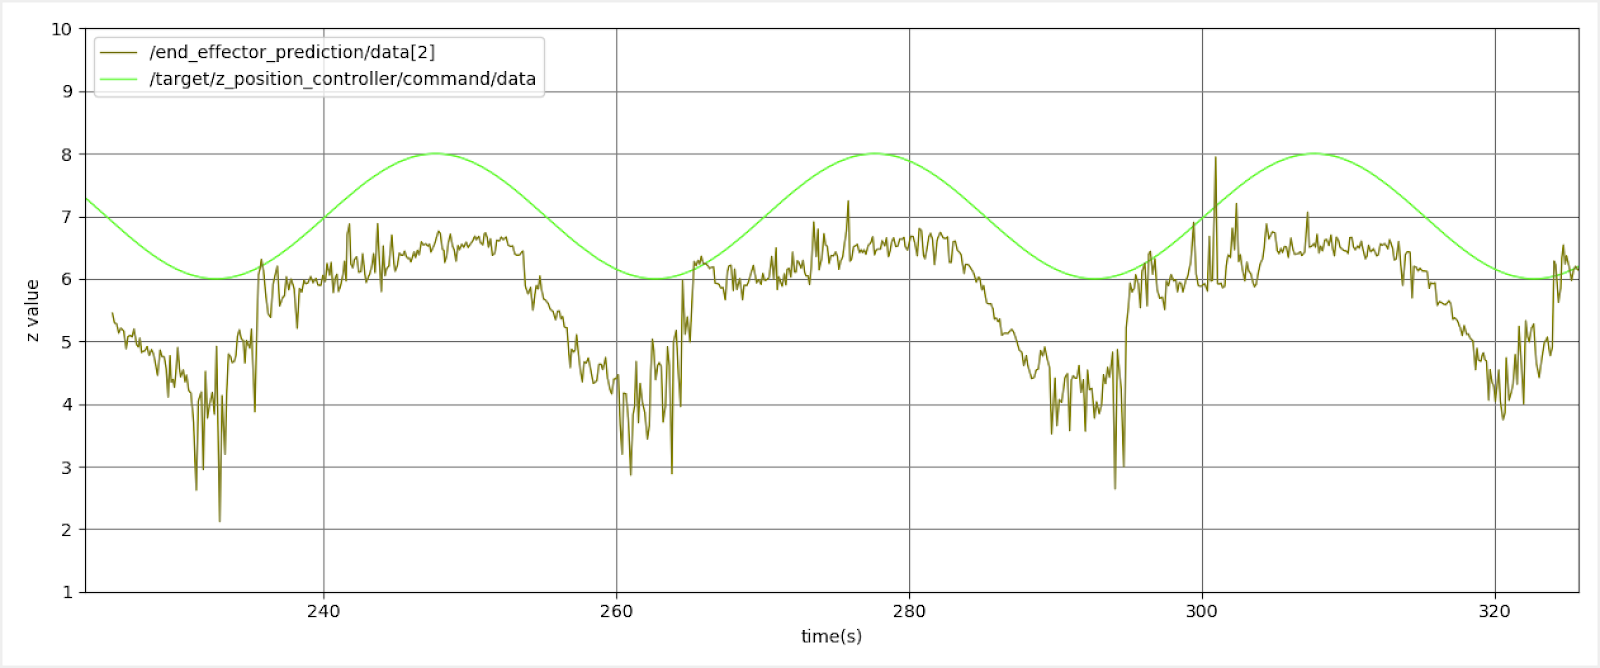 10
/end_effector_prediction/data[2]
/target/z_position_controller/command/data
9
8
7
6
z value
5
4
3
2
1
240 260 280 300 320
time(s)